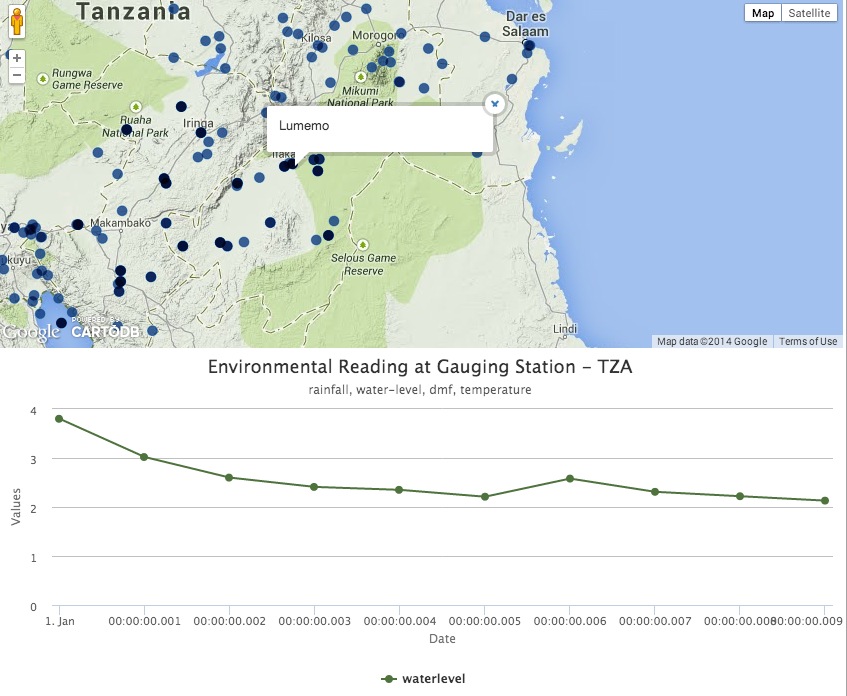 Tanzania
Dar es
Salaam
Map
Satellite
Kilosa
Morogoro
Rungwa
Game Reserve
Mikumi
National Park
Ruaha
National Park
Iringa
Lumemo
Makambako
Selous Game
Reserve
Lindi
POWERED BY
Google
CARTODB
Map data ©2014 Google
Terms of Use
Environmental Reading at Gauging Station – TZA
rainfall, water-level, dmf, temperature
4
3
2
1
0
Values
1. Jan
00:00:00.001
00:00:00.002
00:00:00.003
00:00:00.004
00:00:00.005
00:00:00.006
00:00:00.007
00:00:00.008
00:00:00.009
Date
waterlevel